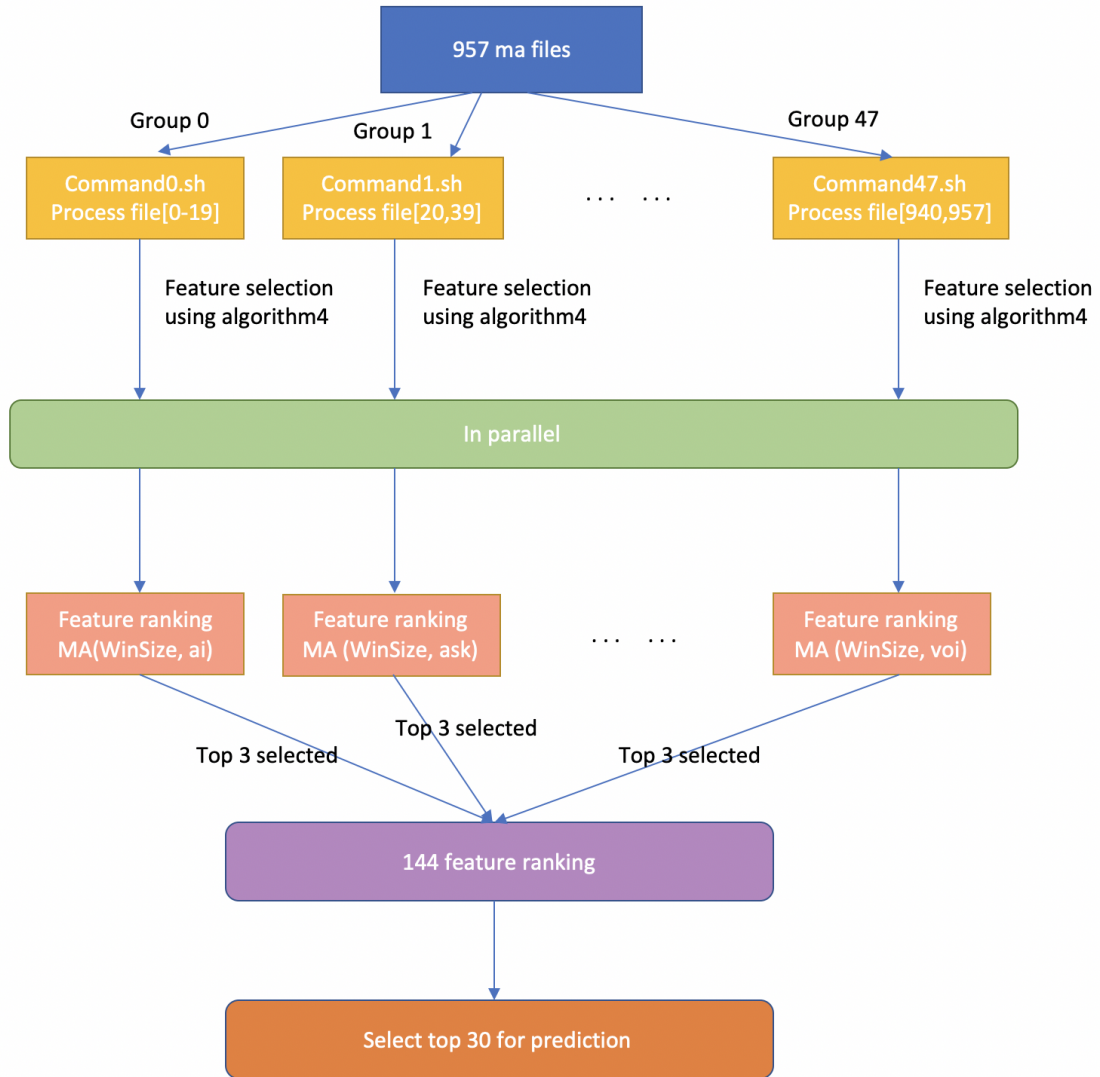 957 ma files
Group 0
Group 1
Group 47
Command0.sh
Process file[0-19]
Command1.sh
Process file[20,39]
... ...
Command47.sh
Process file[940,957]
Feature selection
using algorithm4
Feature selection
using algorithm4
Feature selection
using algorithm4
In parallel
Feature ranking
MA(WinSize, ai)
Feature ranking
MA (WinSize, ask)
... ...
Feature ranking
MA (WinSize, voi)
Top 3 selected
Top 3 selected
Top 3 selected
144 feature ranking
Select top 30 for prediction